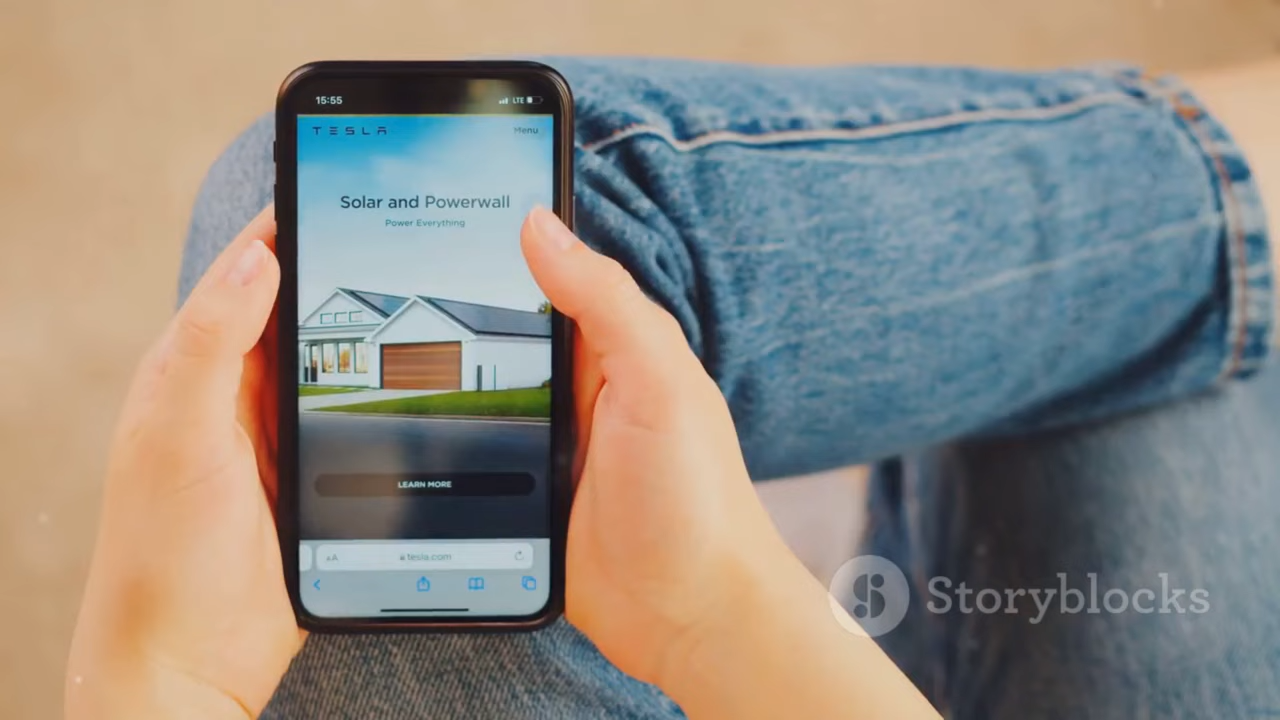 15:55
LTE
TESLA
Menu
Solar and Powerwall
Power Everything
LEARN MORE
AA
tesla.com
Storyblocks